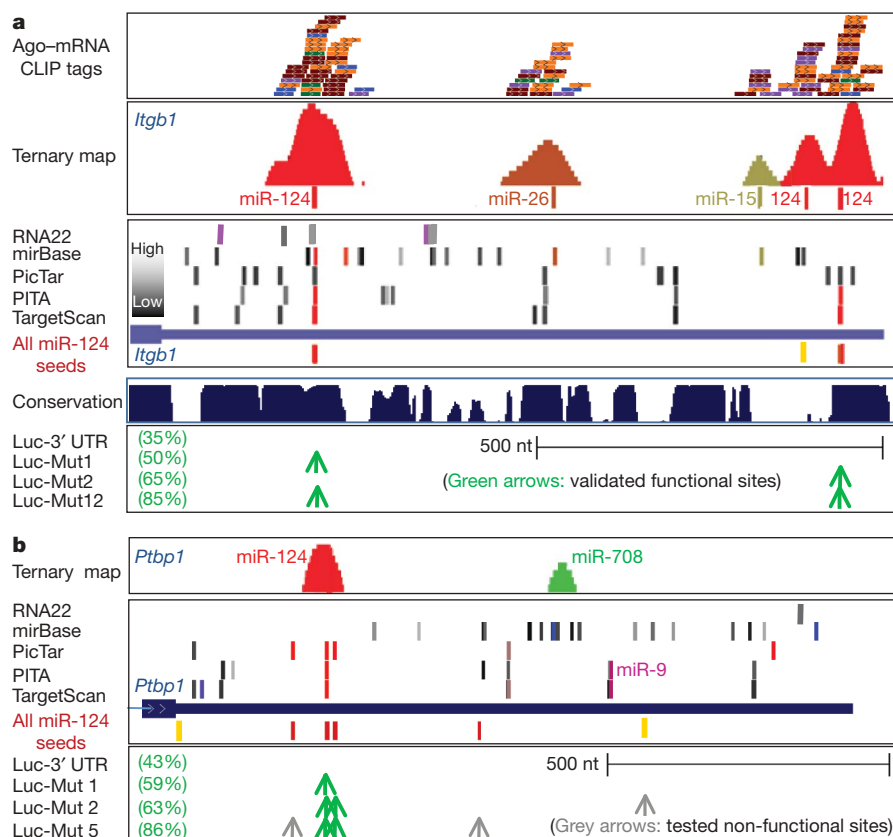 a
Ago–mRNA
CLIP tags
Itgb1
Ternary map
miR-124
miR-26
miR-15
124
124
RNA22
High
mirBase
PicTar
PITA
Low
TargetScan
All miR-124
seeds
Itgb1
Conservation
Luc-3′ UTR (35%)
500 nt
Luc-Mut1 (50%)
Luc-Mut2 (65%)
(Green arrows: validated functional sites)
Luc-Mut12 (85%)
b
Ptbp1
miR-124
miR-708
Ternary map
RNA22
mirBase
PicTar
PITA
miR-9
TargetScan
Ptbp1
All miR-124
seeds
Luc-3′ UTR (43%)
500 nt
Luc-Mut 1 (59%)
Luc-Mut 2 (63%)
Luc-Mut 5 (86%)
(Grey arrows: tested non-functional sites)